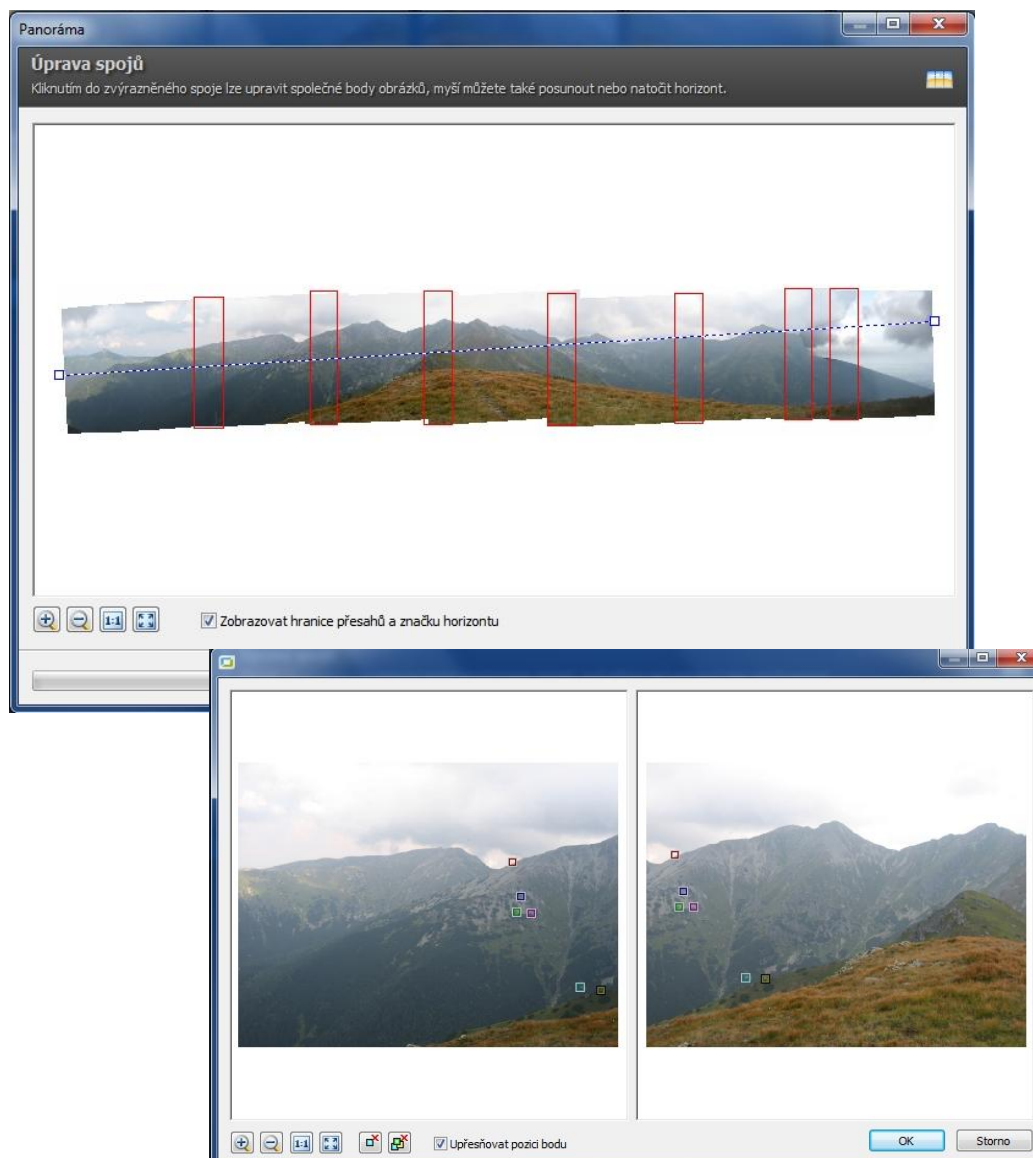 Panoráma
Úprava spojů
Kliknutím do zvýrazněného spoje lze upravit společné body obrázků, myší můžete také posunout nebo natočit horizont.
1:1
Zobrazovat hranice přesahů a značku horizontu
1:1
Upřesňovat pozici bodu
OK
Storno